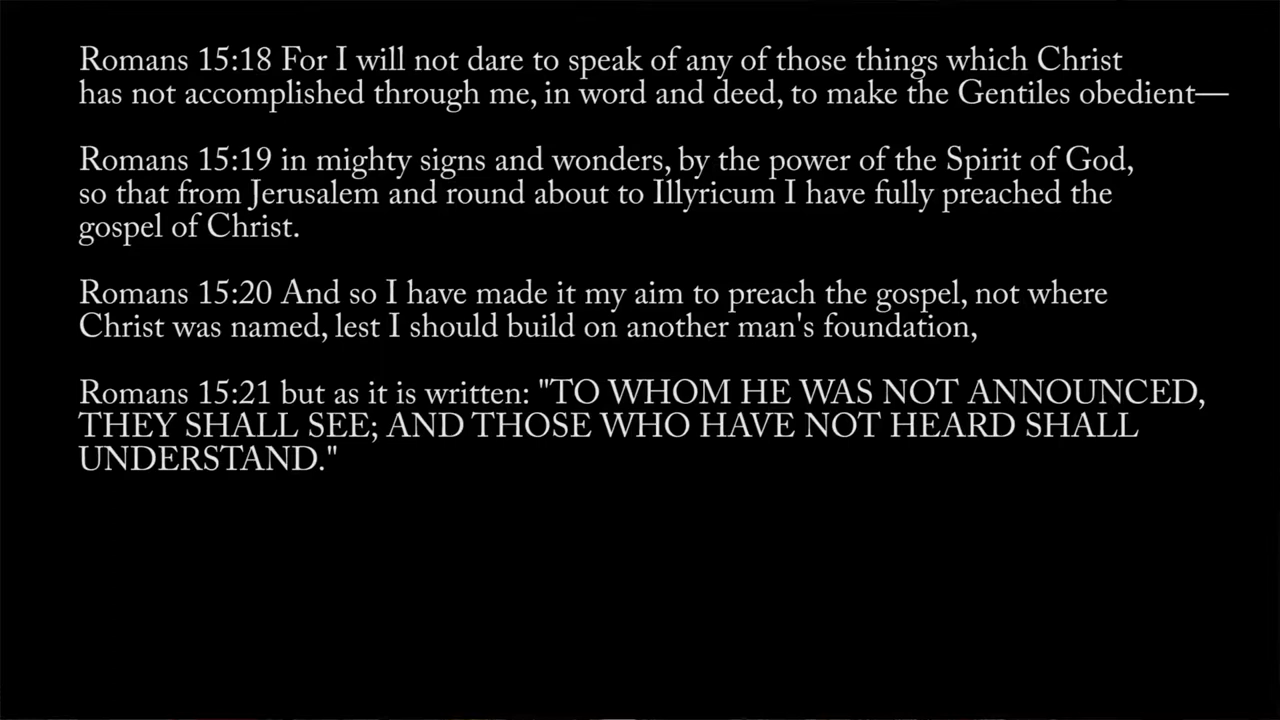 Romans 15:18 For I will not dare to speak of any of those things which Christ
has not accomplished through me, in word and deed, to make the Gentiles obedient—
Romans 15:19 in mighty signs and wonders, by the power of the Spirit of God,
so that from Jerusalem and round about to Illyricum I have fully preached the
gospel of Christ.
Romans 15:20 And so I have made it my aim to preach the gospel, not where
Christ was named, lest I should build on another man's foundation,
Romans 15:21 but as it is written: "TO WHOM HE WAS NOT ANNOUNCED,
THEY SHALL SEE; AND THOSE WHO HAVE NOT HEARD SHALL
UNDERSTAND."